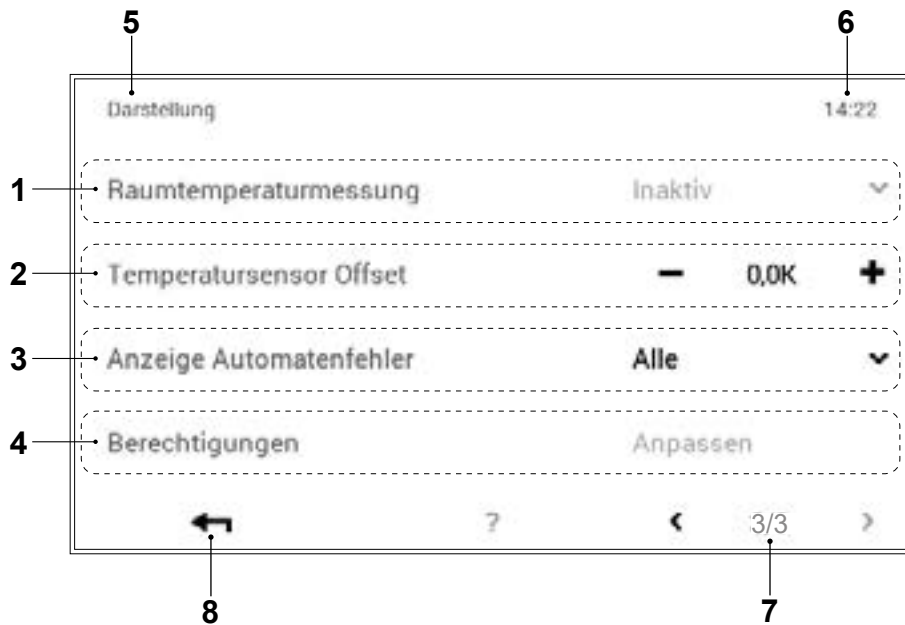 5 6
Darstellung 14:22
1 Raumtemperaturmessung Inaktiv
2 Temperatursensor Offset − 0,0K +
3 Anzeige Automatenfehler Alle
4 Berechtigungen Anpassen
? < 3/3 >
8 7